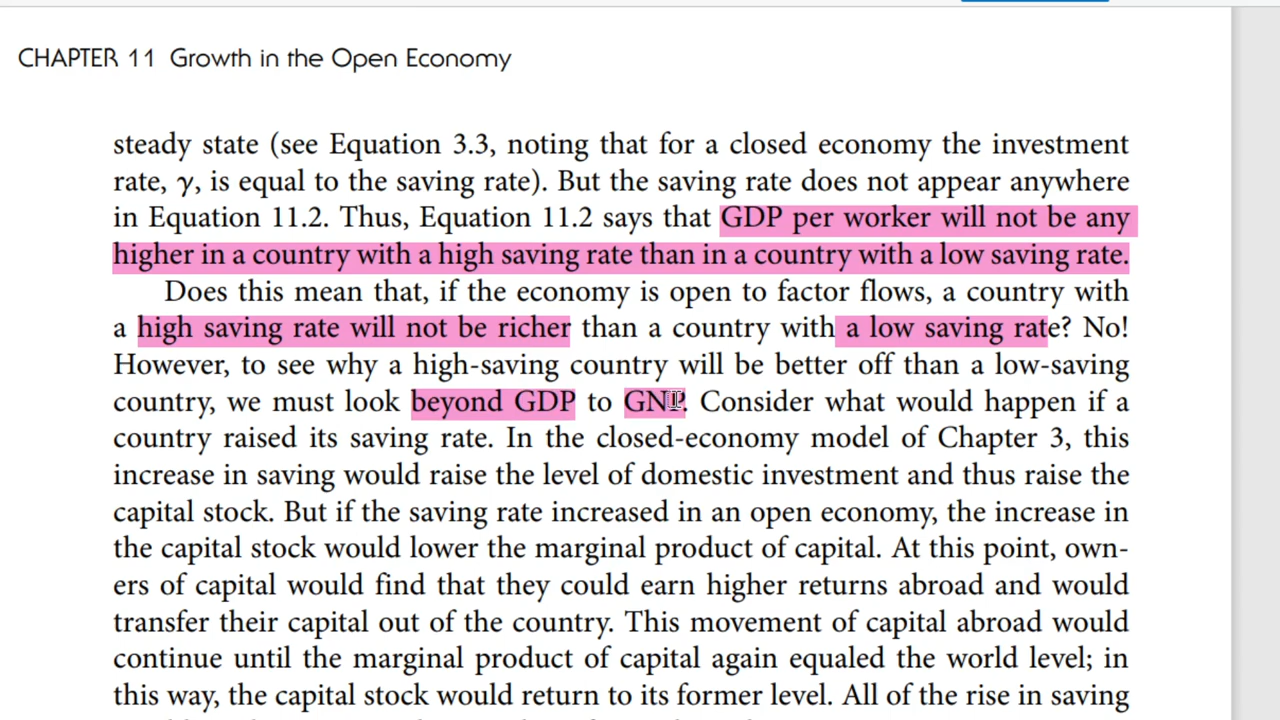 CHAPTER 11 Growth in the Open Economy
steady state (see Equation 3.3, noting that for a closed economy the investment
rate, γ, is equal to the saving rate). But the saving rate does not appear anywhere
in Equation 11.2. Thus, Equation 11.2 says that GDP per worker will not be any
higher in a country with a high saving rate than in a country with a low saving rate.
Does this mean that, if the economy is open to factor flows, a country with
a high saving rate will not be richer than a country with a low saving rate? No!
However, to see why a high-saving country will be better off than a low-saving
country, we must look beyond GDP to GNP. Consider what would happen if a
country raised its saving rate. In the closed-economy model of Chapter 3, this
increase in saving would raise the level of domestic investment and thus raise the
capital stock. But if the saving rate increased in an open economy, the increase in
the capital stock would lower the marginal product of capital. At this point, own-
ers of capital would find that they could earn higher returns abroad and would
transfer their capital out of the country. This movement of capital abroad would
continue until the marginal product of capital again equaled the world level; in
this way, the capital stock would return to its former level. All of the rise in saving